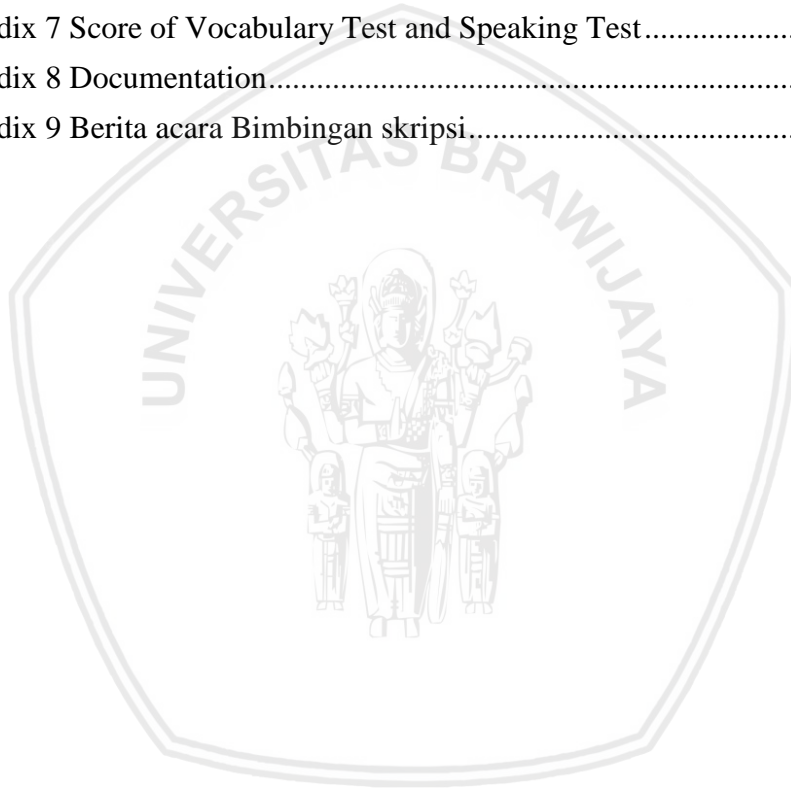 dix 7 Score of Vocabulary Test and Speaking Test....................
dix 8 Documentation..............................................................................
dix 9 Berita acara Bimbingan skripsi................................................
UNIVERSITAS BRAWIJAYA